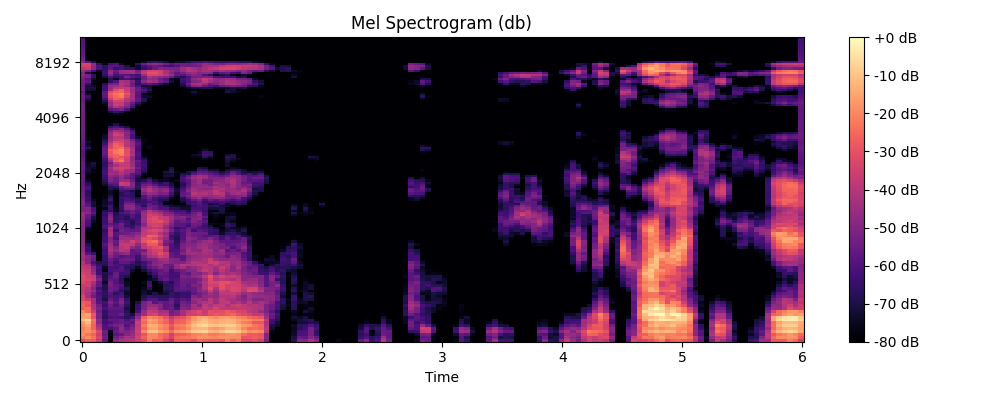 Mel Spectrogram (db)
Hz
8192
4096
2048
1024
512
0
0 1 2 3 4 5 6
Time
+0 dB
-10 dB
-20 dB
-30 dB
-40 dB
-50 dB
-60 dB
-70 dB
-80 dB